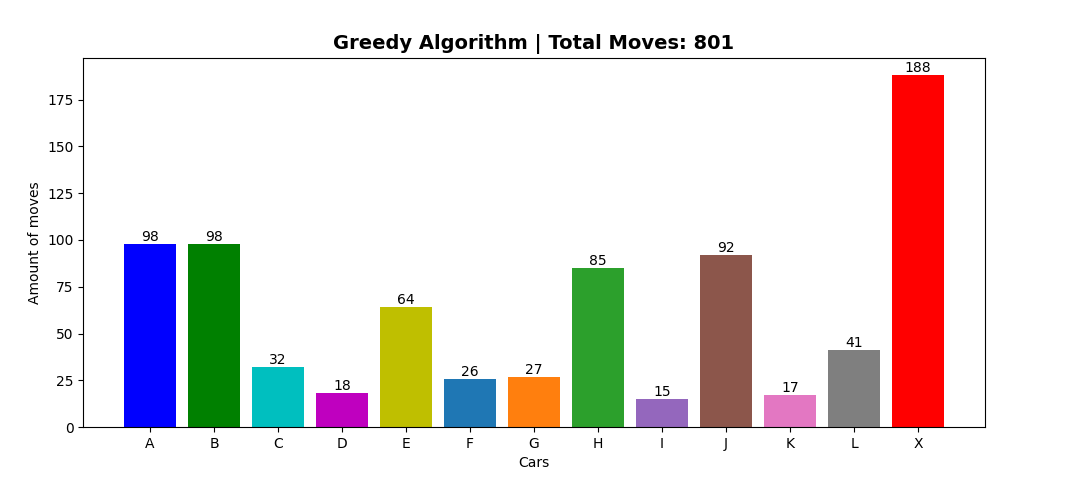 Greedy Algorithm | Total Moves: 801
188
175
150
125
100
75
50
25
0
Amount of moves
98 98 32 18 64 26 27 85 15 92 17 41
A B C D E F G H I J K L X
Cars